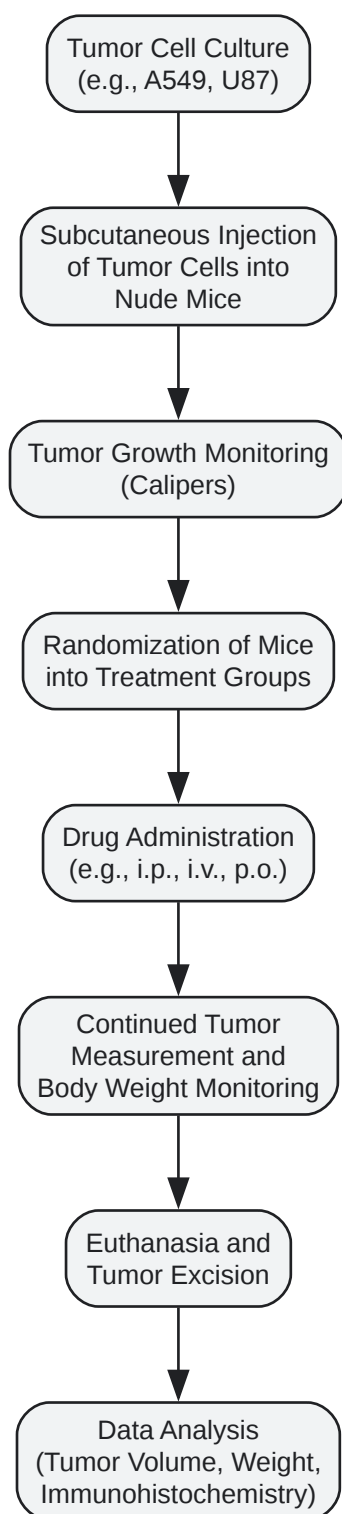 Tumor Cell Culture
(e.g., A549, U87)
Subcutaneous Injection
of Tumor Cells into
Nude Mice
Tumor Growth Monitoring
(Calipers)
Randomization of Mice
into Treatment Groups
Drug Administration
(e.g., i.p., i.v., p.o.)
Continued Tumor
Measurement and
Body Weight Monitoring
Euthanasia and
Tumor Excision
Data Analysis
(Tumor Volume, Weight,
Immunohistochemistry)